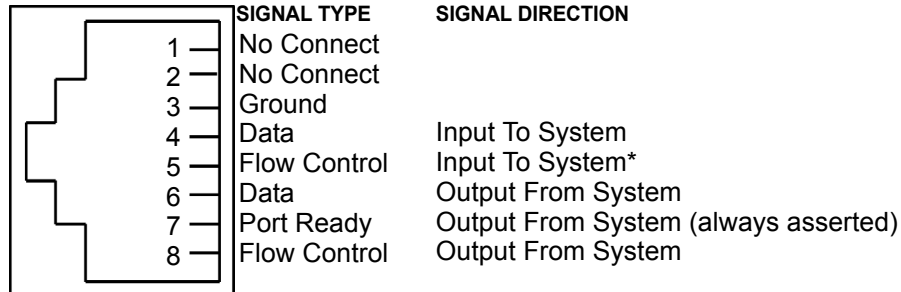 SIGNAL TYPE SIGNAL DIRECTION
1 No Connect
2 No Connect
3 Ground
4 Data Input To System
5 Flow Control Input To System*
6 Data Output From System
7 Port Ready Output From System (always asserted)
8 Flow Control Output From System